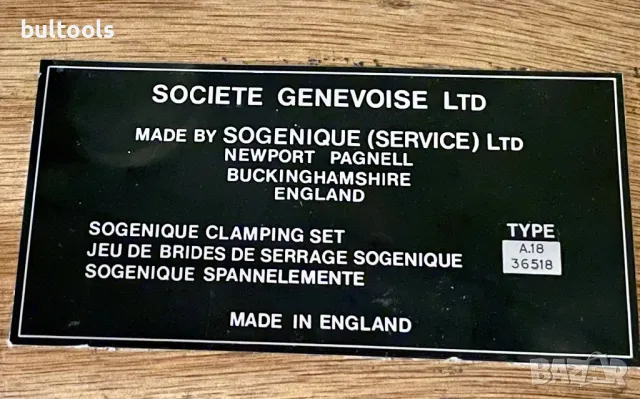 bultools
SOCIETE GENEVOISE LTD
MADE BY SOGENIQUE (SERVICE) LTD
NEWPORT PAGNELL
BUCKINGHAMSHIRE
ENGLAND
SOGENIQUE CLAMPING SET
JEU DE BRIDES DE SERRAGE SOGENIQUE
SOGENIQUE SPANNELEMENTE
TYPE
A.18
36518
MADE IN ENGLAND
BAZAR